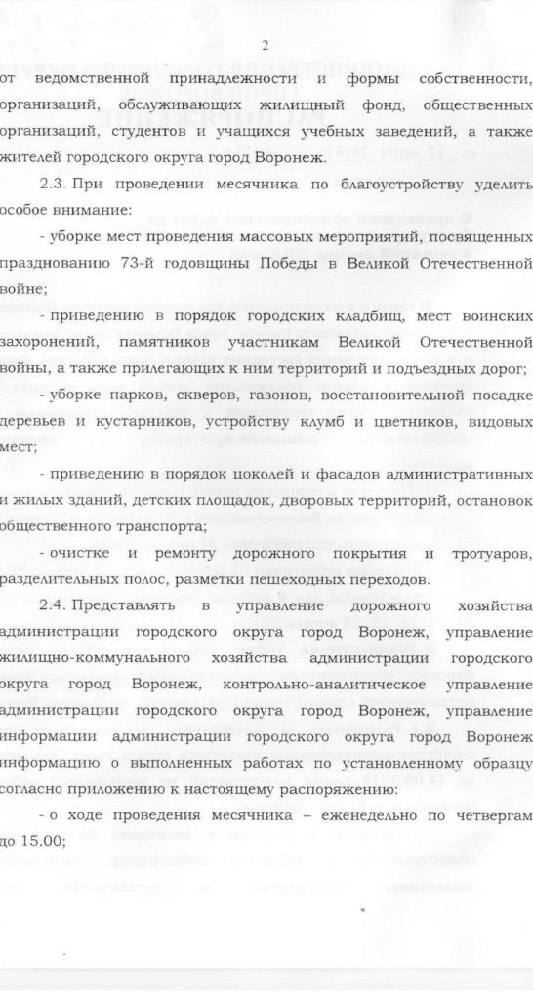 2
от ведомственной принадлежности и формы собственности,
организаций, обслуживающих жилищный фонд, общественных
организаций, студентов и учащихся учебных заведений, а также
жителей городского округа город Воронеж.
2.3. При проведении месячника по благоустройству уделить
особое внимание:
- уборке мест проведения массовых мероприятий, посвященных
празднованию 73-й годовщины Победы в Великой Отечественной
войне;
- приведению в порядок городских кладбищ, мест воинских
захоронений, памятников участникам Великой Отечественной
войны, а также прилегающих к ним территорий и подъездных дорог;
- уборке парков, скверов, газонов, восстановительной посадке
деревьев и кустарников, устройству клумб и цветников, видовых
мест;
- приведению в порядок цоколей и фасадов административных
и жилых зданий, детских площадок, дворовых территорий, остановок
общественного транспорта;
- очистке и ремонту дорожного покрытия и тротуаров,
разделительных полос, разметки пешеходных переходов.
2.4. Представлять в управление дорожного хозяйства
администрации городского округа город Воронеж, управление
жилищно-коммунального хозяйства администрации городского
округа город Воронеж, контрольно-аналитическое управление
администрации городского округа город Воронеж, управление
информации администрации городского округа город Воронеж
информацию о выполненных работах по установленному образцу
согласно приложению к настоящему распоряжению:
- о ходе проведения месячника – еженедельно по четвергам
до 15.00;